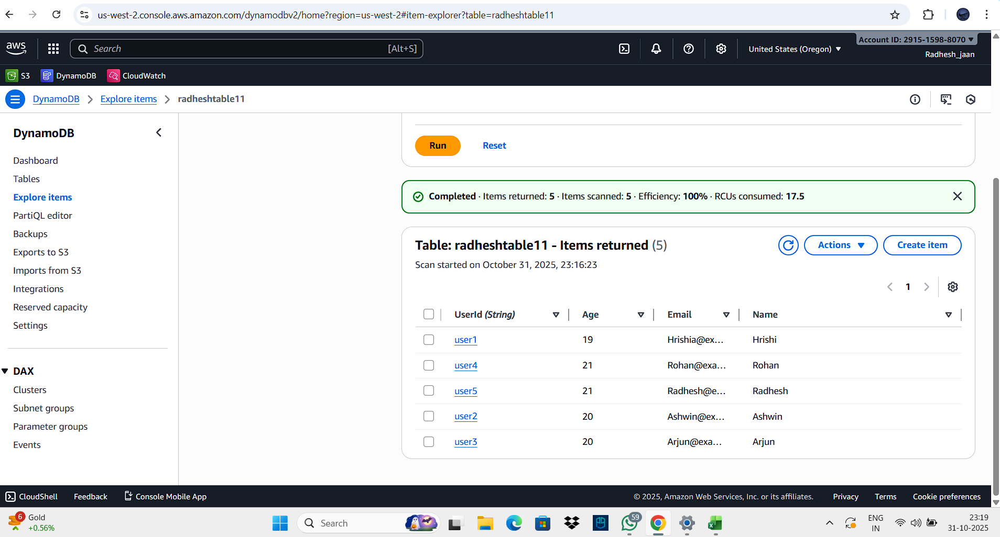 us-west-2.console.aws.amazon.com/dynamodbv2/home?region=us-west-2#item-explorer?table=radheshtable11
aws
Search [Alt+S]
United States (Oregon)
Account ID: 2915-1598-8070
Radhesh_jaan
S3 DynamoDB CloudWatch
DynamoDB > Explore items > radheshtable11
DynamoDB
Dashboard
Tables
Explore items
PartiQL editor
Backups
Exports to S3
Imports from S3
Integrations
Reserved capacity
Settings
DAX
Clusters
Subnet groups
Parameter groups
Events
Run Reset
Completed · Items returned: 5 · Items scanned: 5 · Efficiency: 100% · RCUs consumed: 17.5
Table: radheshtable11 - Items returned (5)
Actions Create item
Scan started on October 31, 2025, 23:16:23
1
UserId (String) Age Email Name
user1 19 Hrishia@ex... Hrishi
user4 21 Rohan@exa... Rohan
user5 21 Radhesh@e... Radhesh
user2 20 Ashwin@ex... Ashwin
user3 20 Arjun@exa... Arjun
CloudShell Feedback Console Mobile App © 2025, Amazon Web Services, Inc. or its affiliates. Privacy Terms Cookie preferences
6
Gold
+0.56%
Search
59
ENG
IN
23:19
31-10-2025